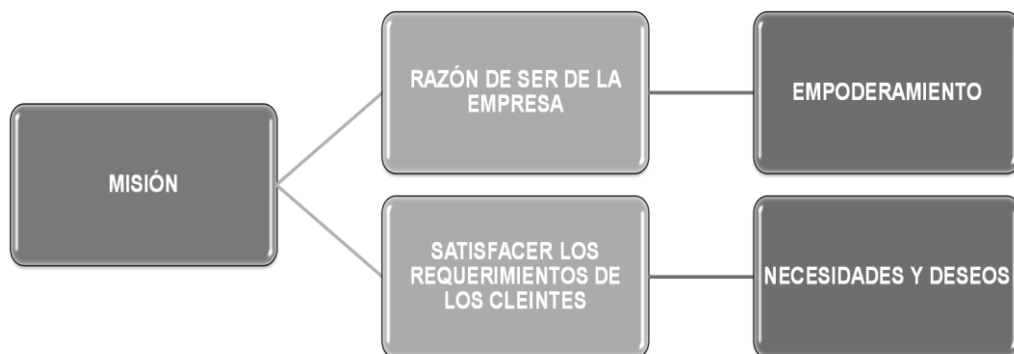 MISIÓN
RAZÓN DE SER DE LA
EMPRESA
EMPODERAMIENTO
SATISFACER LOS
REQUERIMIENTOS DE
LOS CLEINTES
NECESIDADES Y DESEOS